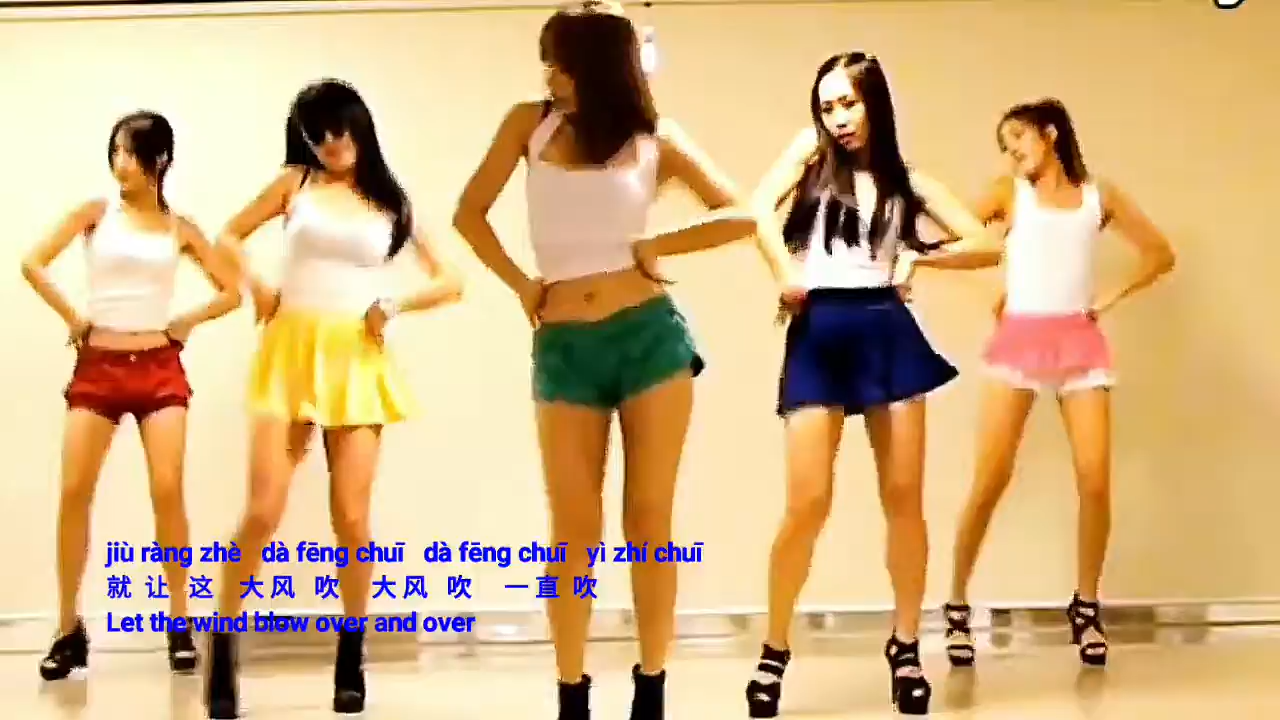 jiù ràng zhè dà fēng chuī dà fēng chuī yì zhí chuī
就 让 这 大 风 吹 大 风 吹 一 直 吹
Let the wind blow over and over